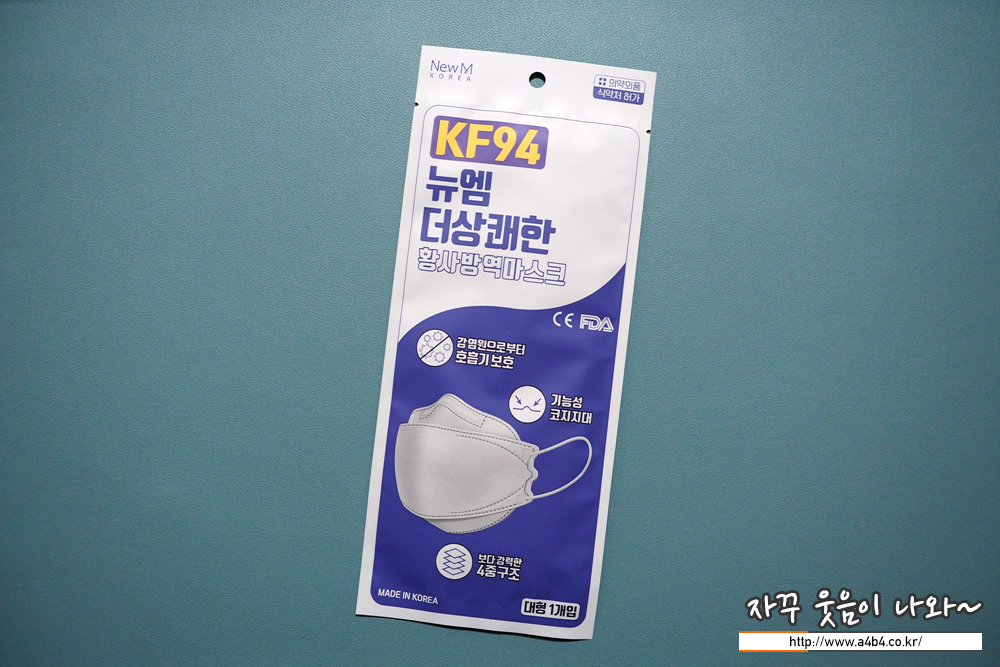 NewM
KOREA
의약외품
식약처 허가
KF94
뉴엠
더상쾌한
황사방역마스크
CE FDA
감염원으로부터
호흡기 보호
기능성
코지지대
보다 강력한
4중구조
MADE IN KOREA
대형 1개입
자꾸 웃음이 나와~
http://www.a4b4.co.kr/